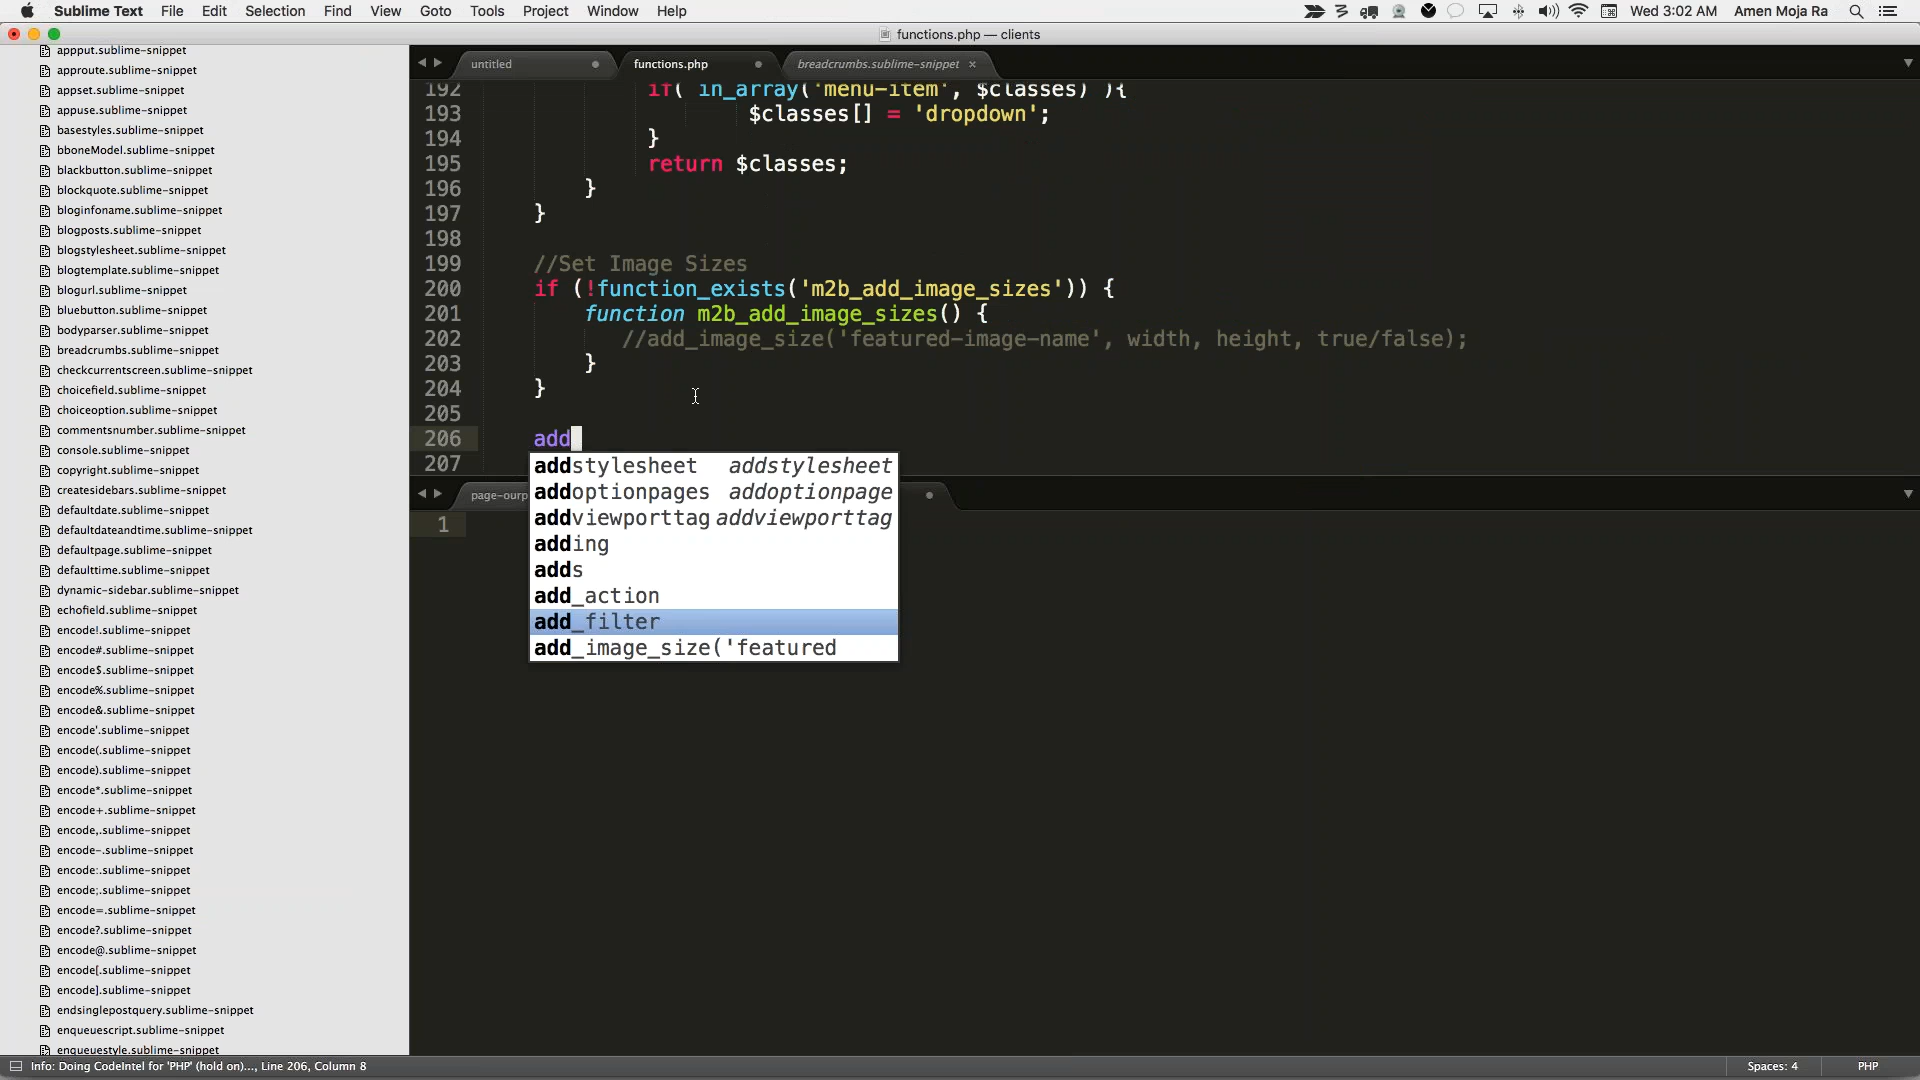 Sublime Text File Edit Selection Find View Goto Tools Project Window Help Wed 3:02 AM Amen Moja Ra
functions.php — clients
appput.sublime-snippet
approute.sublime-snippet
appset.sublime-snippet
appuse.sublime-snippet
basestyles.sublime-snippet
bboneModel.sublime-snippet
blackbutton.sublime-snippet
blockquote.sublime-snippet
bloginfoname.sublime-snippet
blogposts.sublime-snippet
blogstylesheet.sublime-snippet
blogtemplate.sublime-snippet
blogurl.sublime-snippet
bluebutton.sublime-snippet
bodyparser.sublime-snippet
breadcrumbs.sublime-snippet
checkcurrentscreen.sublime-snippet
choicefield.sublime-snippet
choiceoption.sublime-snippet
commentsnumber.sublime-snippet
console.sublime-snippet
copyright.sublime-snippet
createsidebars.sublime-snippet
defaultdate.sublime-snippet
defaultdateandtime.sublime-snippet
defaultpage.sublime-snippet
defaulttime.sublime-snippet
dynamic-sidebar.sublime-snippet
echofield.sublime-snippet
encode!.sublime-snippet
encode#.sublime-snippet
encode$.sublime-snippet
encode%.sublime-snippet
encode&.sublime-snippet
encode'.sublime-snippet
encode(.sublime-snippet
encode).sublime-snippet
encode*.sublime-snippet
encode+.sublime-snippet
encode,.sublime-snippet
encode-.sublime-snippet
encode:.sublime-snippet
encode;.sublime-snippet
encode=.sublime-snippet
encode?.sublime-snippet
encode@.sublime-snippet
encode[.sublime-snippet
encode].sublime-snippet
endsinglepostquery.sublime-snippet
enqueuescript.sublime-snippet
enqueuestyle.sublime-snippet
untitled functions.php breadcrumbs.sublime-snippet
192 if( in_array('menu-item', $classes) ){
193 $classes[] = 'dropdown';
194 }
195 return $classes;
196 }
197 }
198
199 //Set Image Sizes
200 if (!function_exists('m2b_add_image_sizes')) {
201 function m2b_add_image_sizes() {
202 //add_image_size('featured-image-name', width, height, true/false);
203 }
204 }
205
206 add
207
addstylesheet addstylesheet
addoptionpages addoptionpage
addviewporttag addviewporttag
adding
adds
add_action
add_filter
add_image_size('featured
page-ourp
1
Info: Doing CodeIntel for 'PHP' (hold on)..., Line 206, Column 8 Spaces: 4 PHP